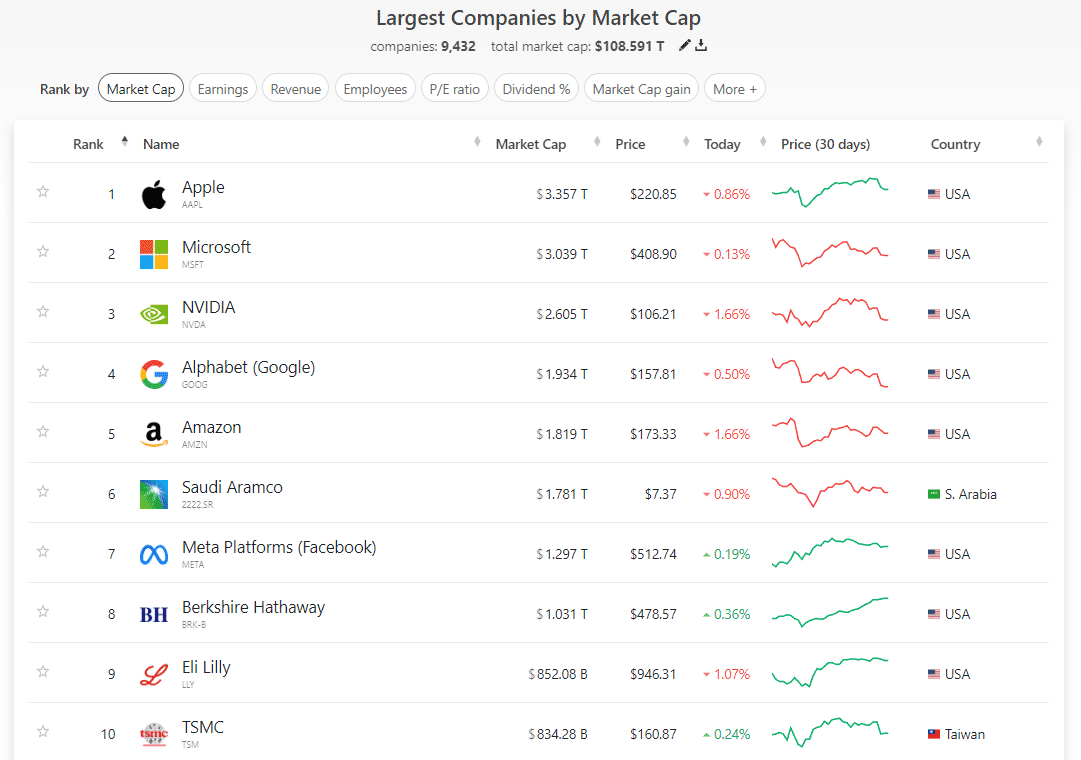 Largest Companies by Market Cap
companies: 9,432 total market cap: $108.591 T
Rank by Market Cap Earnings Revenue Employees P/E ratio Dividend % Market Cap gain More +
Rank Name Market Cap Price Today Price (30 days) Country
1 Apple AAPL $3.357 T $220.85 0.86% USA
2 Microsoft MSFT $3.039 T $408.90 0.13% USA
3 NVIDIA NVDA $2.605 T $106.21 1.66% USA
4 Alphabet (Google) GOOG $1.934 T $157.81 0.50% USA
5 a Amazon AMZN $1.819 T $173.33 1.66% USA
6 Saudi Aramco 2222.SR $1.781 T $7.37 0.90% S. Arabia
7 Meta Platforms (Facebook) META $1.297 T $512.74 0.19% USA
8 BH Berkshire Hathaway BRK-B $1.031 T $478.57 0.36% USA
9 Eli Lilly LLY $852.08 B $946.31 1.07% USA
10 tsmc TSMC TSM $834.28 B $160.87 0.24% Taiwan